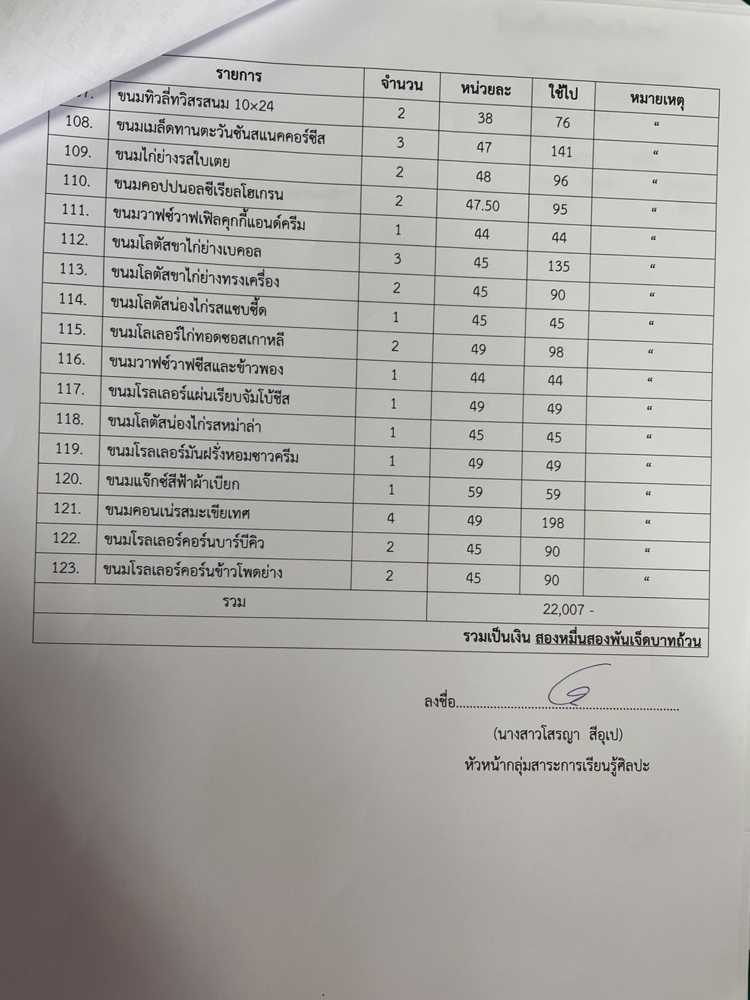 รายการ จำนวน หน่วยละ ใช้ไป หมายเหตุ
ขนมทิวลี่ทวิสรสนม 10×24 2 38 76 “
108. ขนมเมล็ดทานตะวันซันสแนคคอร์ชีส 3 47 141 “
109. ขนมไก่ย่างรสใบเตย 2 48 96 “
110. ขนมคอปปนอลซีเรียลโฮเกรน 2 47.50 95 “
111. ขนมวาฟซ์วาฟเฟิลคุกกี้แอนด์ครีม 1 44 44 “
112. ขนมโลตัสขาไก่ย่างเบคอล 3 45 135 “
113. ขนมโลตัสขาไก่ย่างทรงเครื่อง 2 45 90 “
114. ขนมโลตัสน่องไก่รสแซบซี้ด 1 45 45 “
115. ขนมโลเลอร์ไก่ทอดซอสเกาหลี 2 49 98 “
116. ขนมวาฟซ์วาฟชีสและข้าวพอง 1 44 44 “
117. ขนมโรลเลอร์แผ่นเรียบจัมโบ้ชีส 1 49 49 “
118. ขนมโลตัสน่องไก่รสหม่าล่า 1 45 45 “
119. ขนมโรลเลอร์มันฝรั่งหอมซาวครีม 1 49 49 “
120. ขนมแจ๊กซ์สีฟ้าผ้าเบียก 1 59 59 “
121. ขนมคอนเน่รสมะเขียเทศ 4 49 198 “
122. ขนมโรลเลอร์คอร์นบาร์บีคิว 2 45 90 “
123. ขนมโรลเลอร์คอร์นข้าวโพดย่าง 2 45 90 “
รวม 22,007 -
รวมเป็นเงิน สองหมื่นสองพันเจ็ดบาทถ้วน
ลงชื่อ
(นางสาวโสรญา สีอุเป)
หัวหน้ากลุ่มสาระการเรียนรู้ศิลปะ